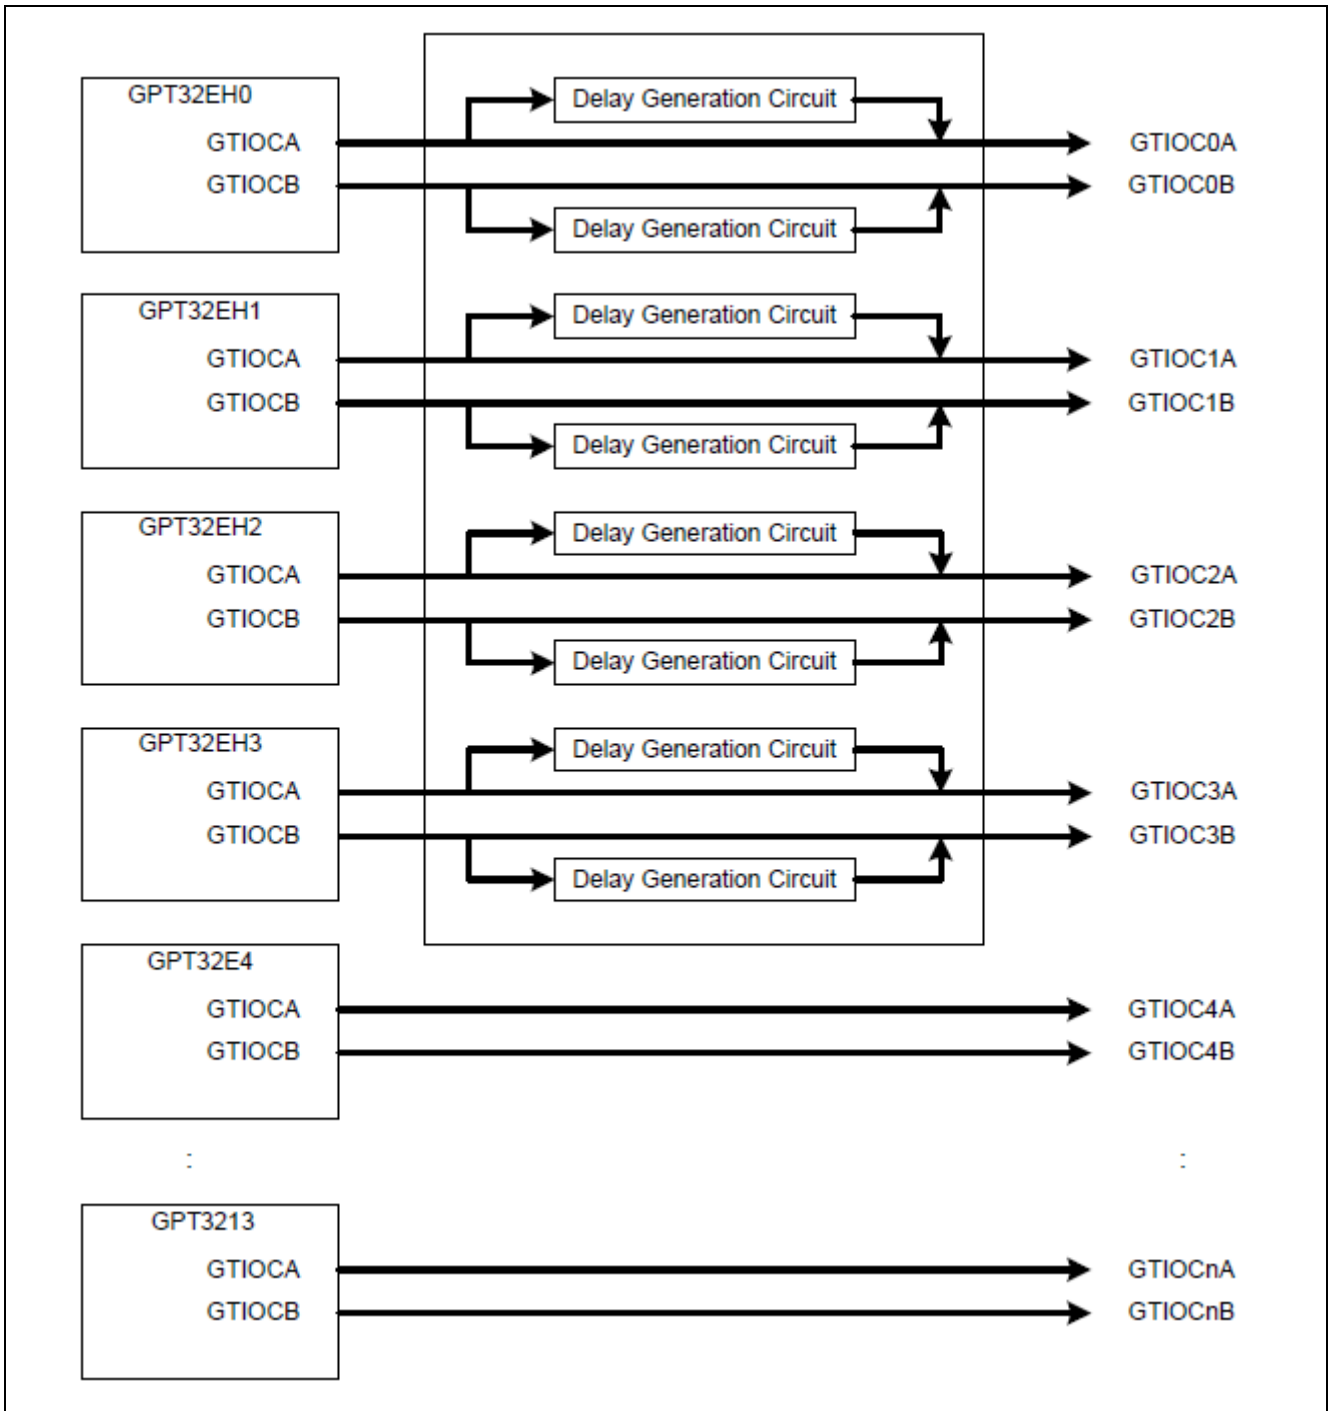 GPT32EH0
Delay Generation Circuit
GTIOCA
GTIOC0A
GTIOCB
GTIOC0B
Delay Generation Circuit
GPT32EH1
Delay Generation Circuit
GTIOCA
GTIOC1A
GTIOCB
GTIOC1B
Delay Generation Circuit
GPT32EH2
Delay Generation Circuit
GTIOCA
GTIOC2A
GTIOCB
GTIOC2B
Delay Generation Circuit
GPT32EH3
Delay Generation Circuit
GTIOCA
GTIOC3A
GTIOCB
GTIOC3B
Delay Generation Circuit
GPT32E4
GTIOCA
GTIOC4A
GTIOCB
GTIOC4B
:
:
GPT3213
GTIOCA
GTIOCnA
GTIOCB
GTIOCnB